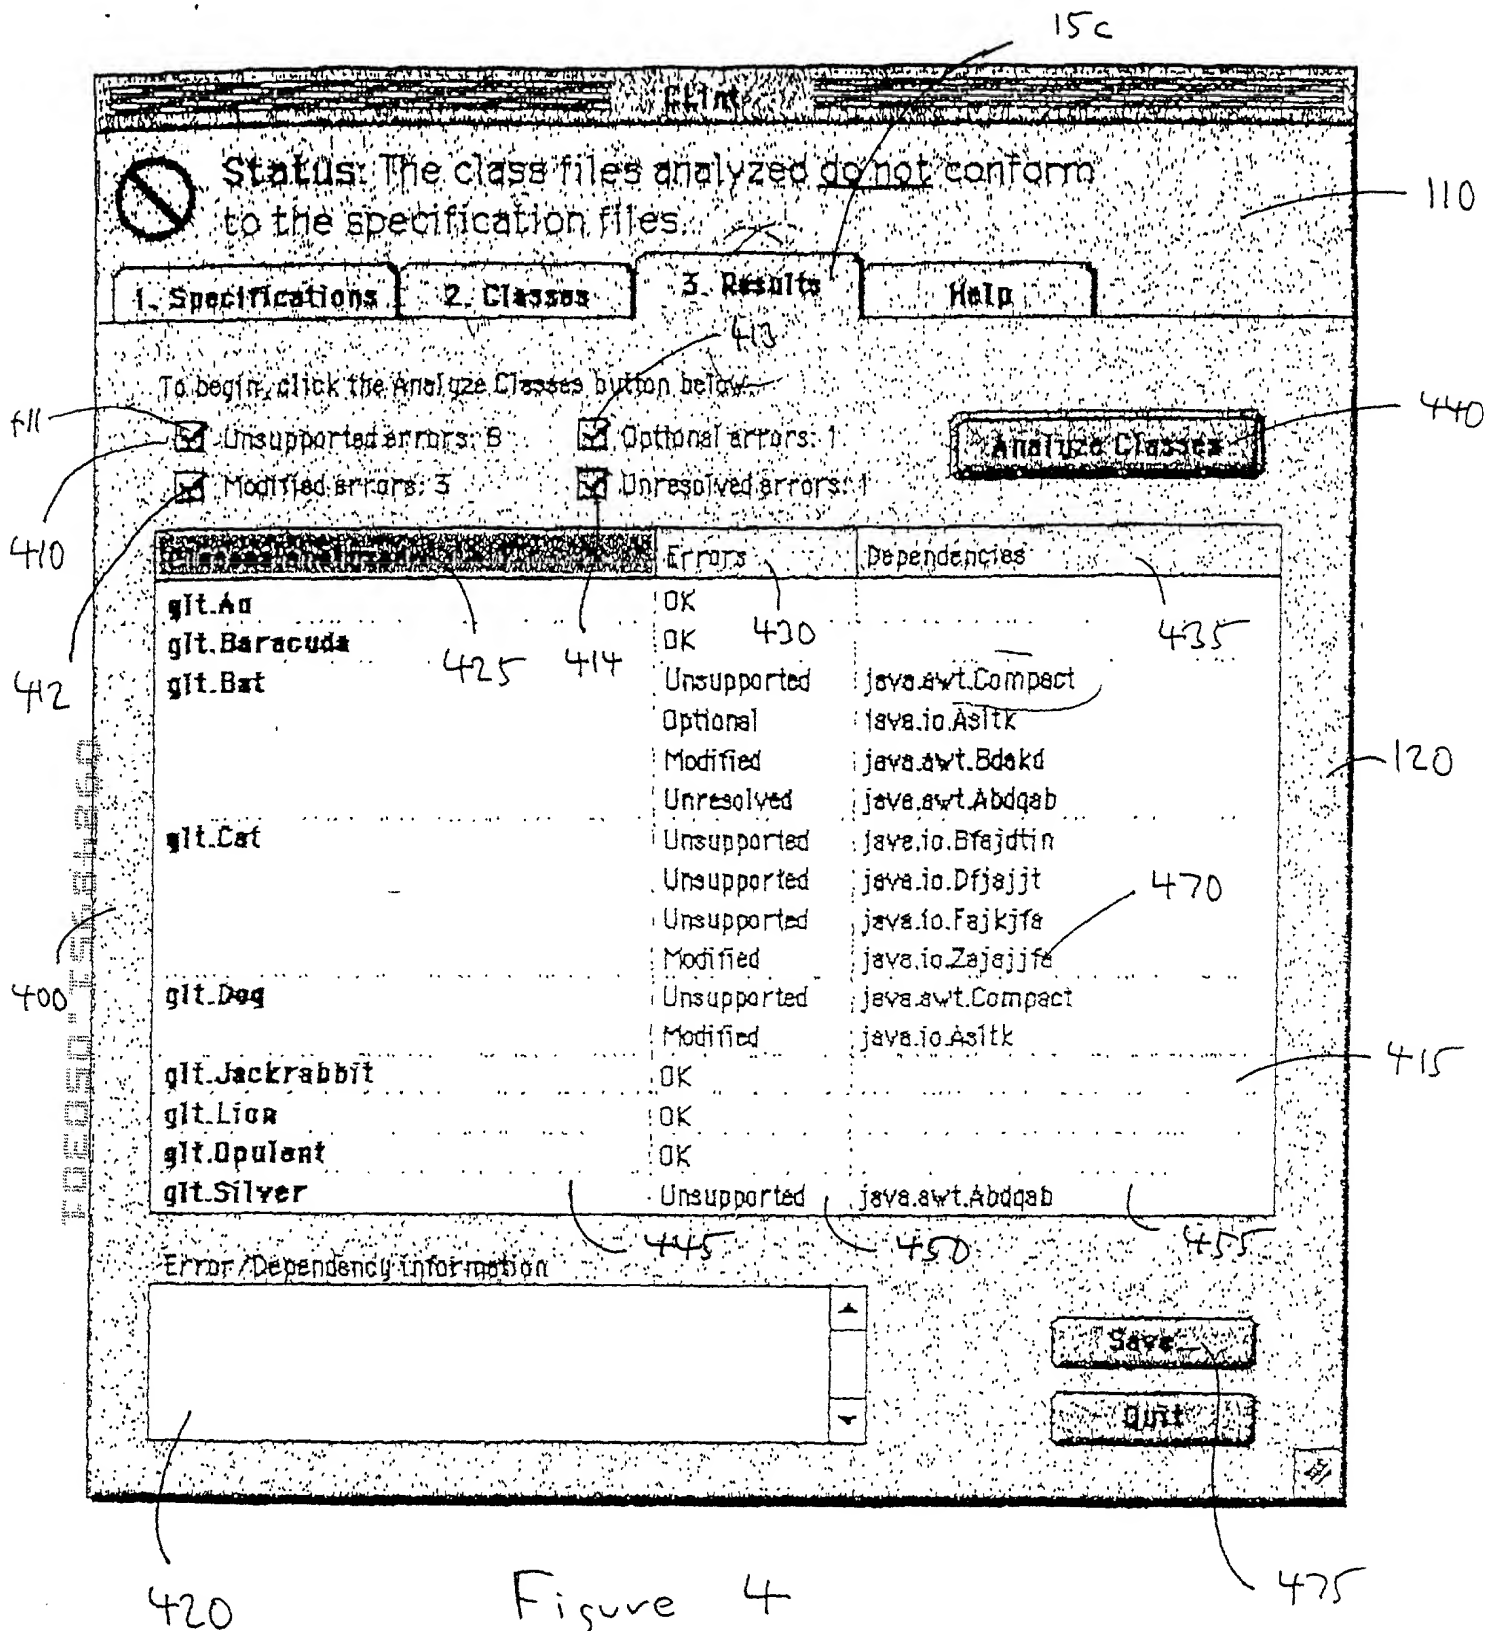 15c
Status: The class files analyzed do not conform
110
to the specification files.
1. Specifications 2. Classes 3. Results Help
413
To begin, click the Analyze Classes button below.
411 Unsupported errors: 8 Optional errors: 1 Analyze Classes 440
Modified errors: 3 Unresolved errors: 1
410
Errors Dependencies
glt.Aa OK
430 435
glt.Baracuda OK
425 414
412
glt.Bat Unsupported java.awt.Compact
Optional java.io.Asltk
Modified java.awt.Bdakd
120
Unresolved java.awt.Abdqab
glt.Cat Unsupported java.io.Bfajdtin
Unsupported java.io.Dfjajjt
470
Unsupported java.io.Fajkjfa
Modified java.io.Zajajjfa
400
glt.Dog Unsupported java.awt.Compact
Modified java.io.Asltk
415
glt.Jackrabbit OK
glt.Lion OK
glt.Opulant OK
glt.Silver Unsupported java.awt.Abdqab
445 450 455
Error/Dependency information
Save
Quit
420
Figure 4
475